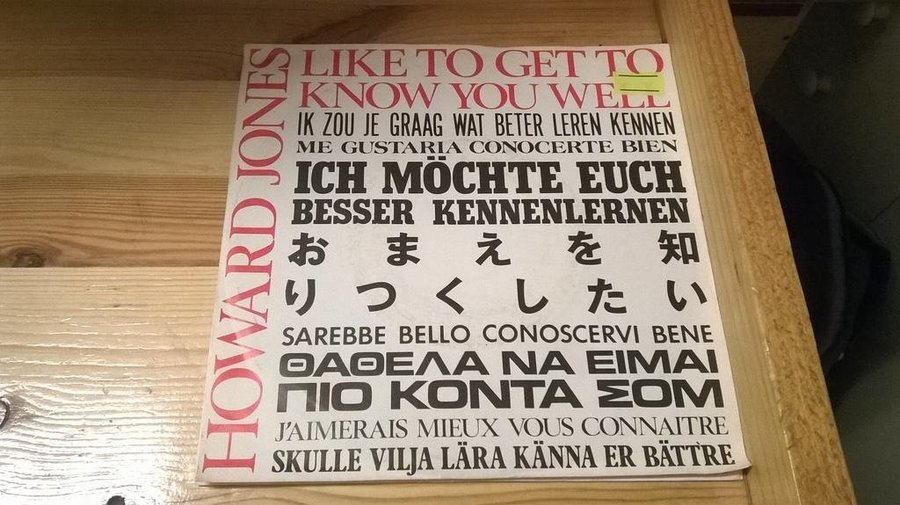 HOWARD JONES
LIKE TO GET TO
KNOW YOU WELL
IK ZOU JE GRAAG WAT BETER LEREN KENNEN
ME GUSTARIA CONOCERTE BIEN
ICH MÖCHTE EUCH
BESSER KENNENLERNEN
おまえを知
りつくしたい
SAREBBE BELLO CONOSCERVI BENE
ΘΑΘΕΛΑ ΝΑ ΕΙΜΑΙ
ΠΙΟ ΚΟΝΤΑ ΣΟΜ
J'AIMERAIS MIEUX VOUS CONNAITRE
SKULLE VILJA LÄRA KÄNNA ER BÄTTRE